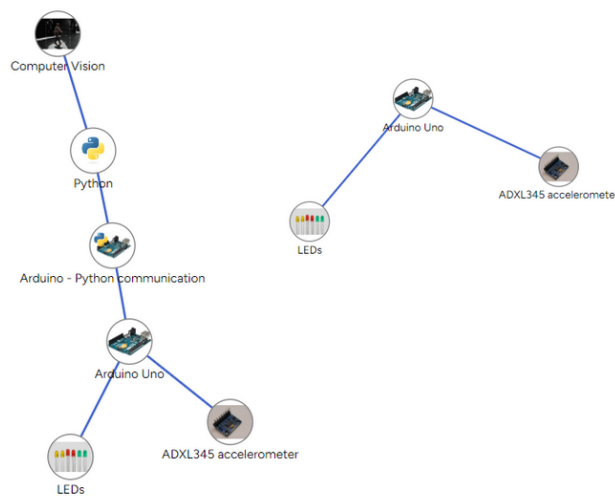 Computer Vision
Python
Arduino - Python communication
Arduino Uno
LEDs
ADXL345 accelerometer
Arduino Uno
ADXL345 acceleromete
LEDs